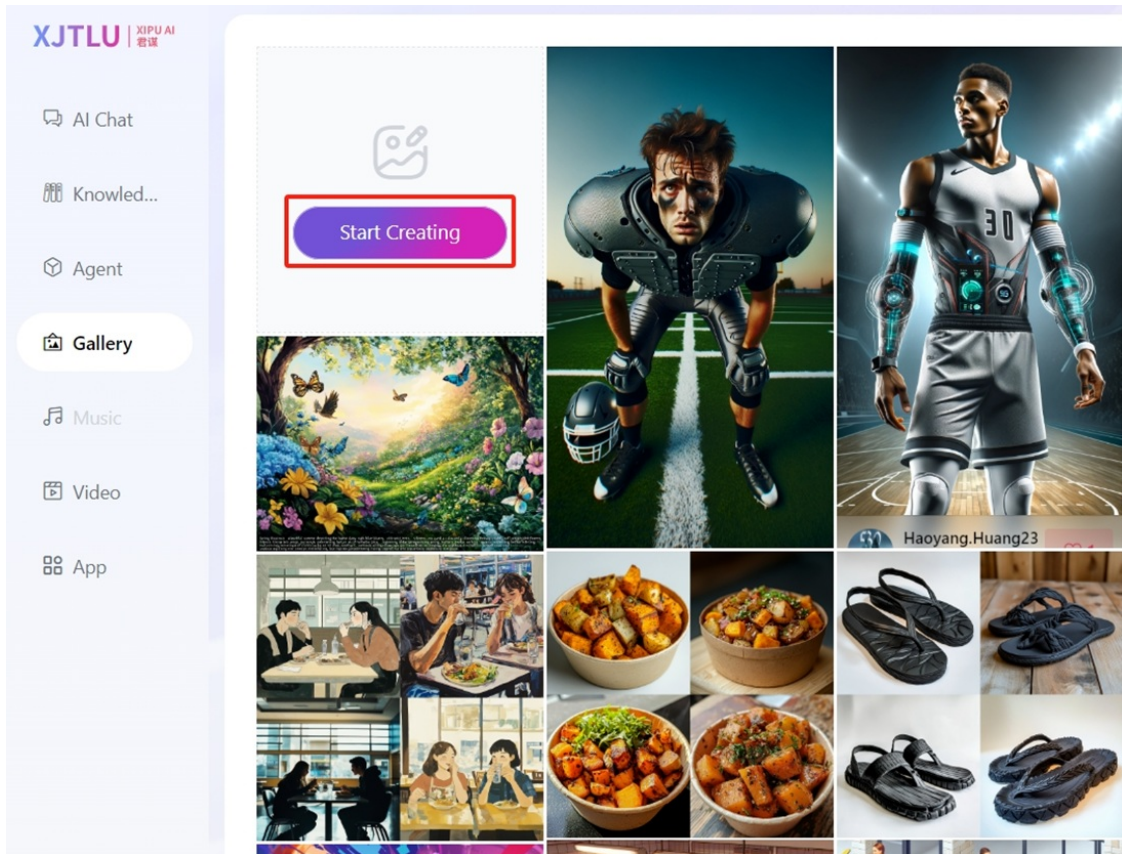 XJTLU
XIPU AI
君谋
AI Chat
Knowled...
Agent
Gallery
Music
Video
App
Start Creating
30
Haoyang.Huang23